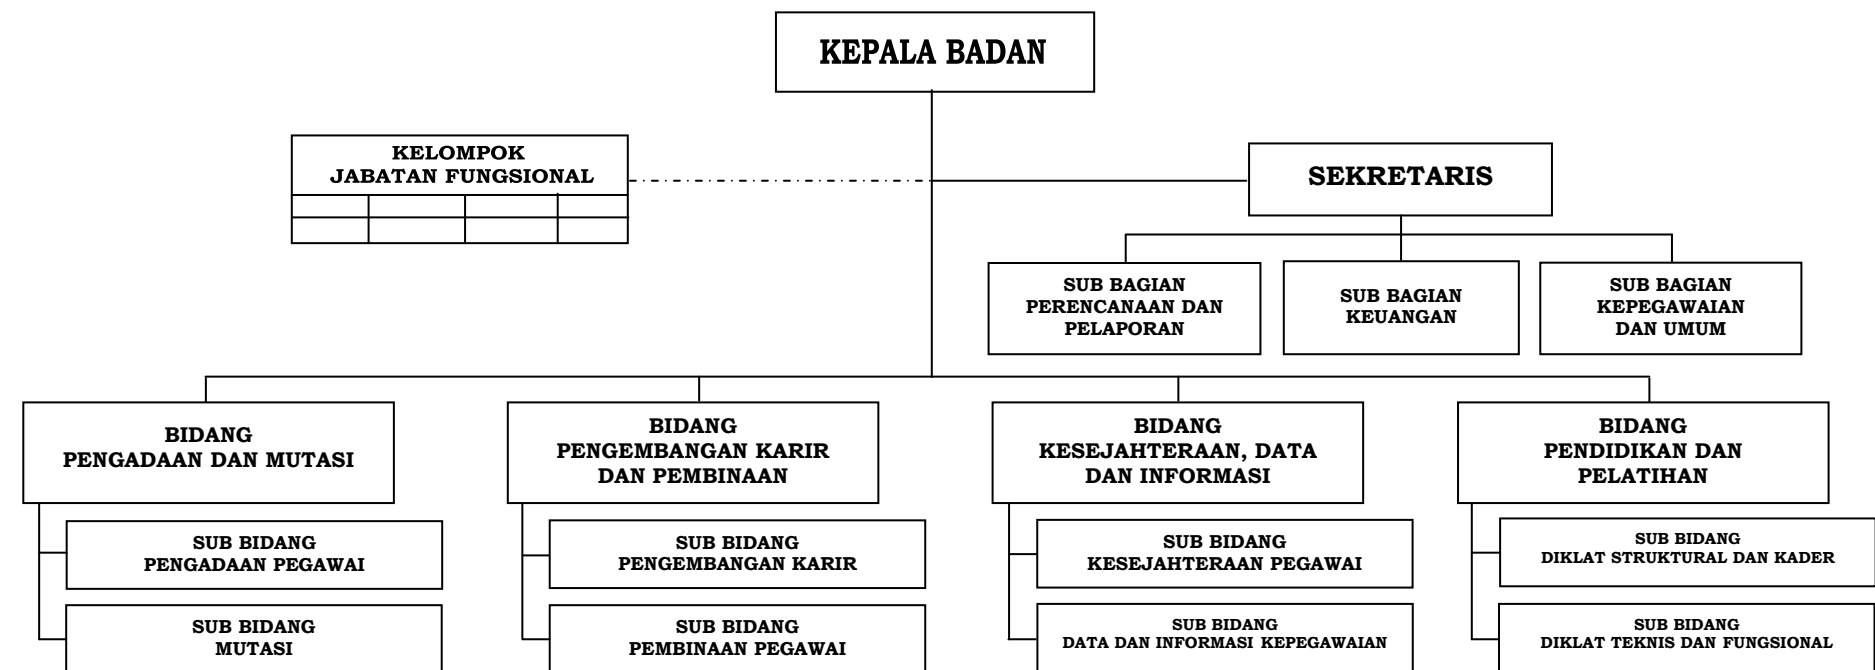 KEPALA BADAN
KELOMPOK
JABATAN FUNGSIONAL
SEKRETARIS
SUB BAGIAN
PERENCANAAN DAN
PELAPORAN
SUB BAGIAN
KEUANGAN
SUB BAGIAN
KEPEGAWAIAN
DAN UMUM
BIDANG
PENGADAAN DAN MUTASI
BIDANG
PENGEMBANGAN KARIR
DAN PEMBINAAN
BIDANG
KESEJAHTERAAN, DATA
DAN INFORMASI
BIDANG
PENDIDIKAN DAN
PELATIHAN
SUB BIDANG
PENGADAAN PEGAWAI
SUB BIDANG
PENGEMBANGAN KARIR
SUB BIDANG
KESEJAHTERAAN PEGAWAI
SUB BIDANG
DIKLAT STRUKTURAL DAN KADER
SUB BIDANG
MUTASI
SUB BIDANG
PEMBINAAN PEGAWAI
SUB BIDANG
DATA DAN INFORMASI KEPEGAWAIAN
SUB BIDANG
DIKLAT TEKNIS DAN FUNGSIONAL